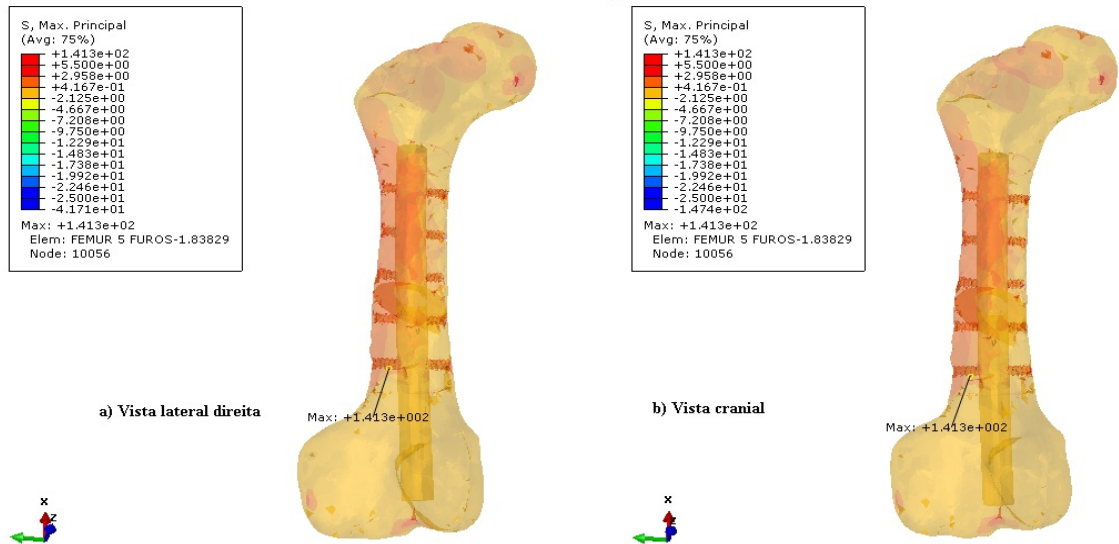 S, Max. Principal
(Avg: 75%)
+1.413e+02
+5.500e+00
+2.958e+00
+4.167e-01
-2.125e+00
-4.667e+00
-7.208e+00
-9.750e+00
-1.229e+01
-1.483e+01
-1.738e+01
-1.992e+01
-2.246e+01
-2.500e+01
-4.171e+01
Max: +1.413e+02
Elem: FEMUR 5 FUROS-1.83829
Node: 10056
a) Vista lateral direita
Max: +1.413e+002
X
Z
S, Max. Principal
(Avg: 75%)
+1.413e+02
+5.500e+00
+2.958e+00
+4.167e-01
-2.125e+00
-4.667e+00
-7.208e+00
-9.750e+00
-1.229e+01
-1.483e+01
-1.738e+01
-1.992e+01
-2.246e+01
-2.500e+01
-1.474e+02
Max: +1.413e+02
Elem: FEMUR 5 FUROS-1.83829
Node: 10056
b) Vista cranial
Max: +1.413e+002
X
Z